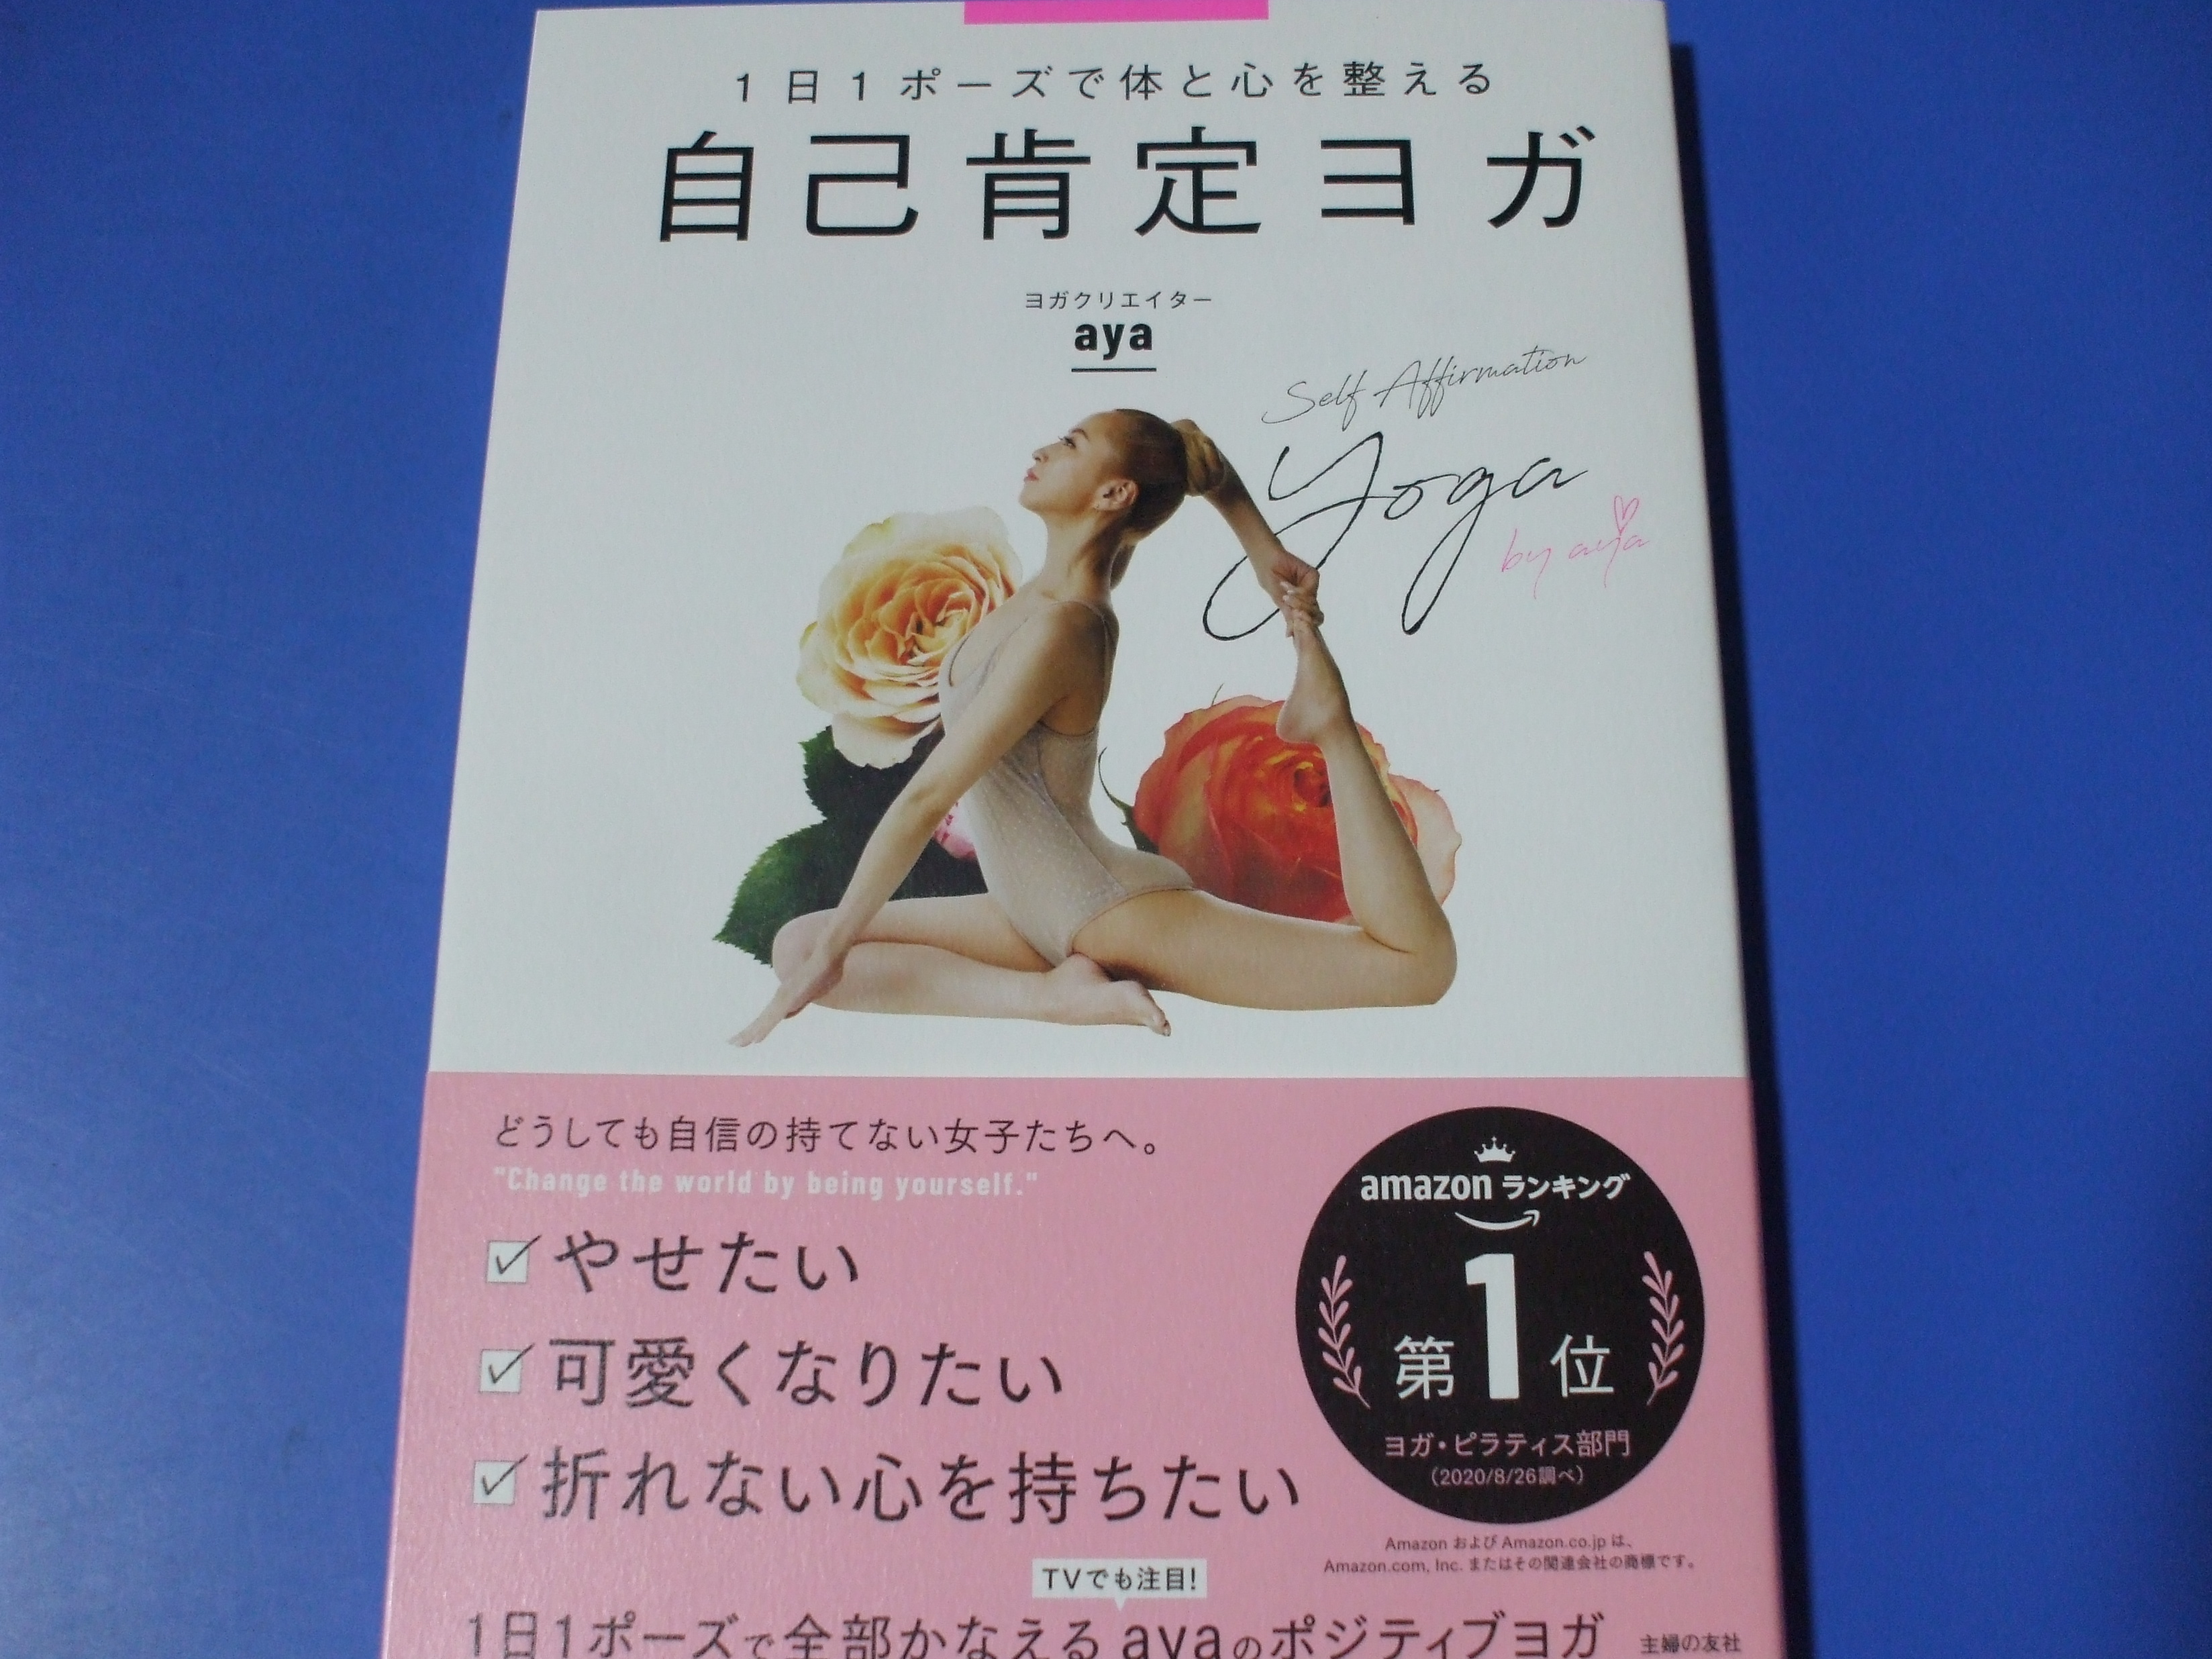 1日1ポーズで体と心を整える
自己肯定ヨガ
ヨガクリエイター
aya
Self Affirmation
Yoga
by aya
どうしても自信の持てない女子たちへ。
"Change the world by being yourself."
やせたい
可愛くなりたい
折れない心を持ちたい
amazon ランキング
第1位
ヨガ・ピラティス部門
(2020/8/26調べ)
Amazon および Amazon.co.jp は、
Amazon.com, Inc. またはその関連会社の商標です。
TVでも注目!
1日1ポーズで全部かなえる ayaのポジティブヨガ
主婦の友社